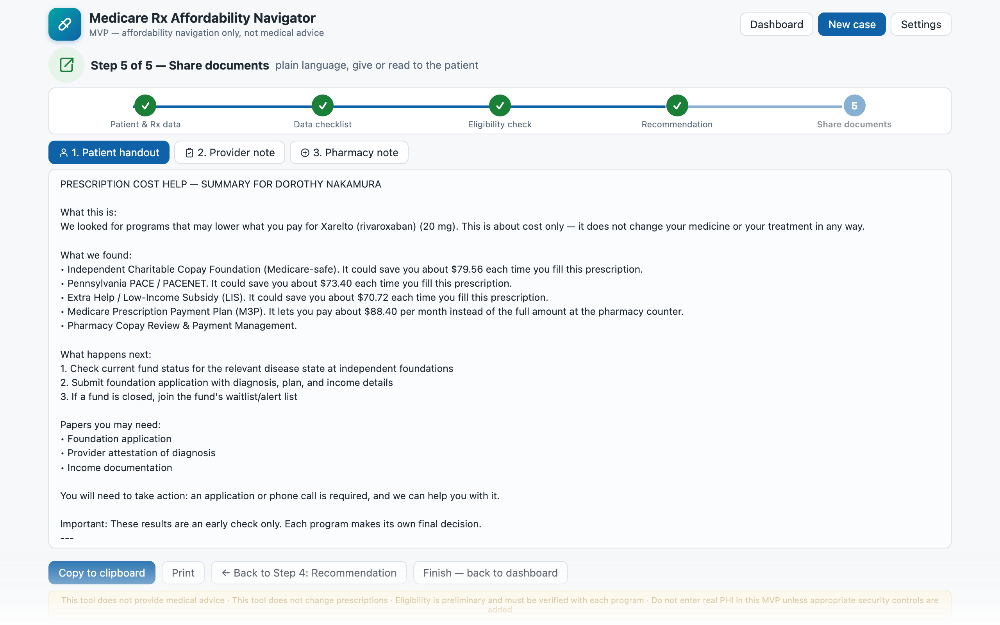 Medicare Rx Affordability Navigator
MVP — affordability navigation only, not medical advice
Dashboard
New case
Settings
Step 5 of 5 — Share documents plain language, give or read to the patient
5
Patient & Rx data
Data checklist
Eligibility check
Recommendation
Share documents
1. Patient handout
2. Provider note
3. Pharmacy note
PRESCRIPTION COST HELP — SUMMARY FOR DOROTHY NAKAMURA
What this is:
We looked for programs that may lower what you pay for Xarelto (rivaroxaban) (20 mg). This is about cost only — it does not change your medicine or your treatment in any way.
What we found:
• Independent Charitable Copay Foundation (Medicare-safe). It could save you about $79.56 each time you fill this prescription.
• Pennsylvania PACE / PACENET. It could save you about $73.40 each time you fill this prescription.
• Extra Help / Low-Income Subsidy (LIS). It could save you about $70.72 each time you fill this prescription.
• Medicare Prescription Payment Plan (M3P). It lets you pay about $88.40 per month instead of the full amount at the pharmacy counter.
• Pharmacy Copay Review & Payment Management.
What happens next:
1. Check current fund status for the relevant disease state at independent foundations
2. Submit foundation application with diagnosis, plan, and income details
3. If a fund is closed, join the fund's waitlist/alert list
Papers you may need:
• Foundation application
• Provider attestation of diagnosis
• Income documentation
You will need to take action: an application or phone call is required, and we can help you with it.
Important: These results are an early check only. Each program makes its own final decision.
---
Copy to clipboard
Print
← Back to Step 4: Recommendation
Finish — back to dashboard
This tool does not provide medical advice · This tool does not change prescriptions · Eligibility is preliminary and must be verified with each program · Do not enter real PHI in this MVP unless appropriate security controls are
added